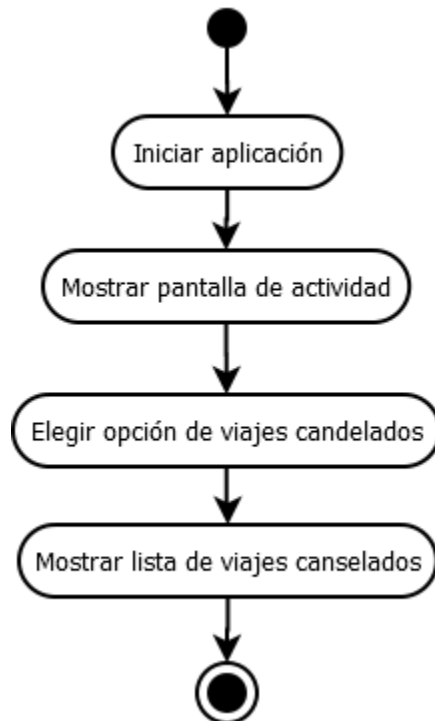 Iniciar aplicación
Mostrar pantalla de actividad
Elegir opción de viajes candelados
Mostrar lista de viajes canselados